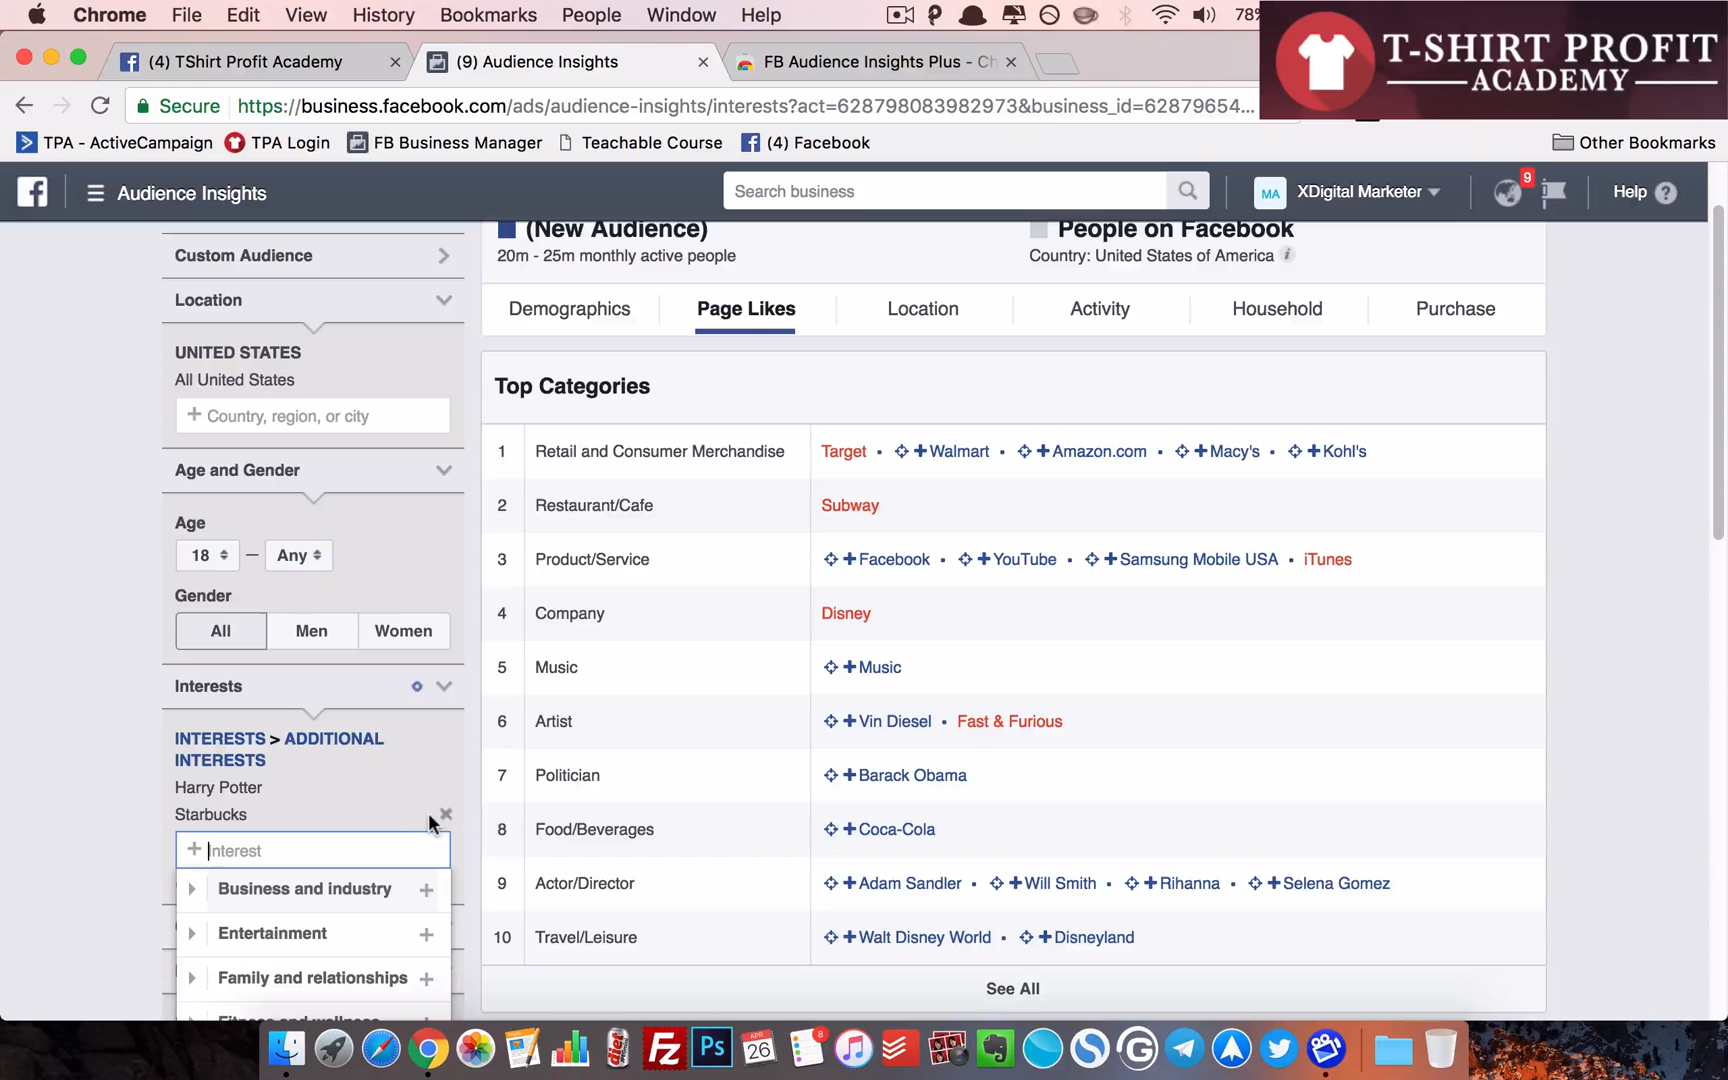 Chrome File Edit View History Bookmarks People Window Help 78%
T-SHIRT PROFIT
ACADEMY
(4) TShirt Profit Academy
(9) Audience Insights
FB Audience Insights Plus - Ch
Secure https://business.facebook.com/ads/audience-insights/interests?act=628798083982973&business_id=62879654...
TPA - ActiveCampaign TPA Login FB Business Manager Teachable Course (4) Facebook Other Bookmarks
Audience Insights
Search business
MA XDigital Marketer
9
Help ?
Custom Audience
Location
UNITED STATES
All United States
+ Country, region, or city
Age and Gender
Age
18 — Any
Gender
All Men Women
Interests
INTERESTS > ADDITIONAL
INTERESTS
Harry Potter
Starbucks
+ Interest
Business and industry +
Entertainment +
Family and relationships +
Fitness and wellness
(New Audience)
20m - 25m monthly active people
People on Facebook
Country: United States of America i
Demographics Page Likes Location Activity Household Purchase
Top Categories
1 Retail and Consumer Merchandise Target • +Walmart • +Amazon.com • +Macy's • +Kohl's
2 Restaurant/Cafe Subway
3 Product/Service +Facebook • +YouTube • +Samsung Mobile USA • iTunes
4 Company Disney
5 Music +Music
6 Artist +Vin Diesel • Fast & Furious
7 Politician +Barack Obama
8 Food/Beverages +Coca-Cola
9 Actor/Director +Adam Sandler • +Will Smith • +Rihanna • +Selena Gomez
10 Travel/Leisure +Walt Disney World • +Disneyland
See All
Fz Ps APR 26 8